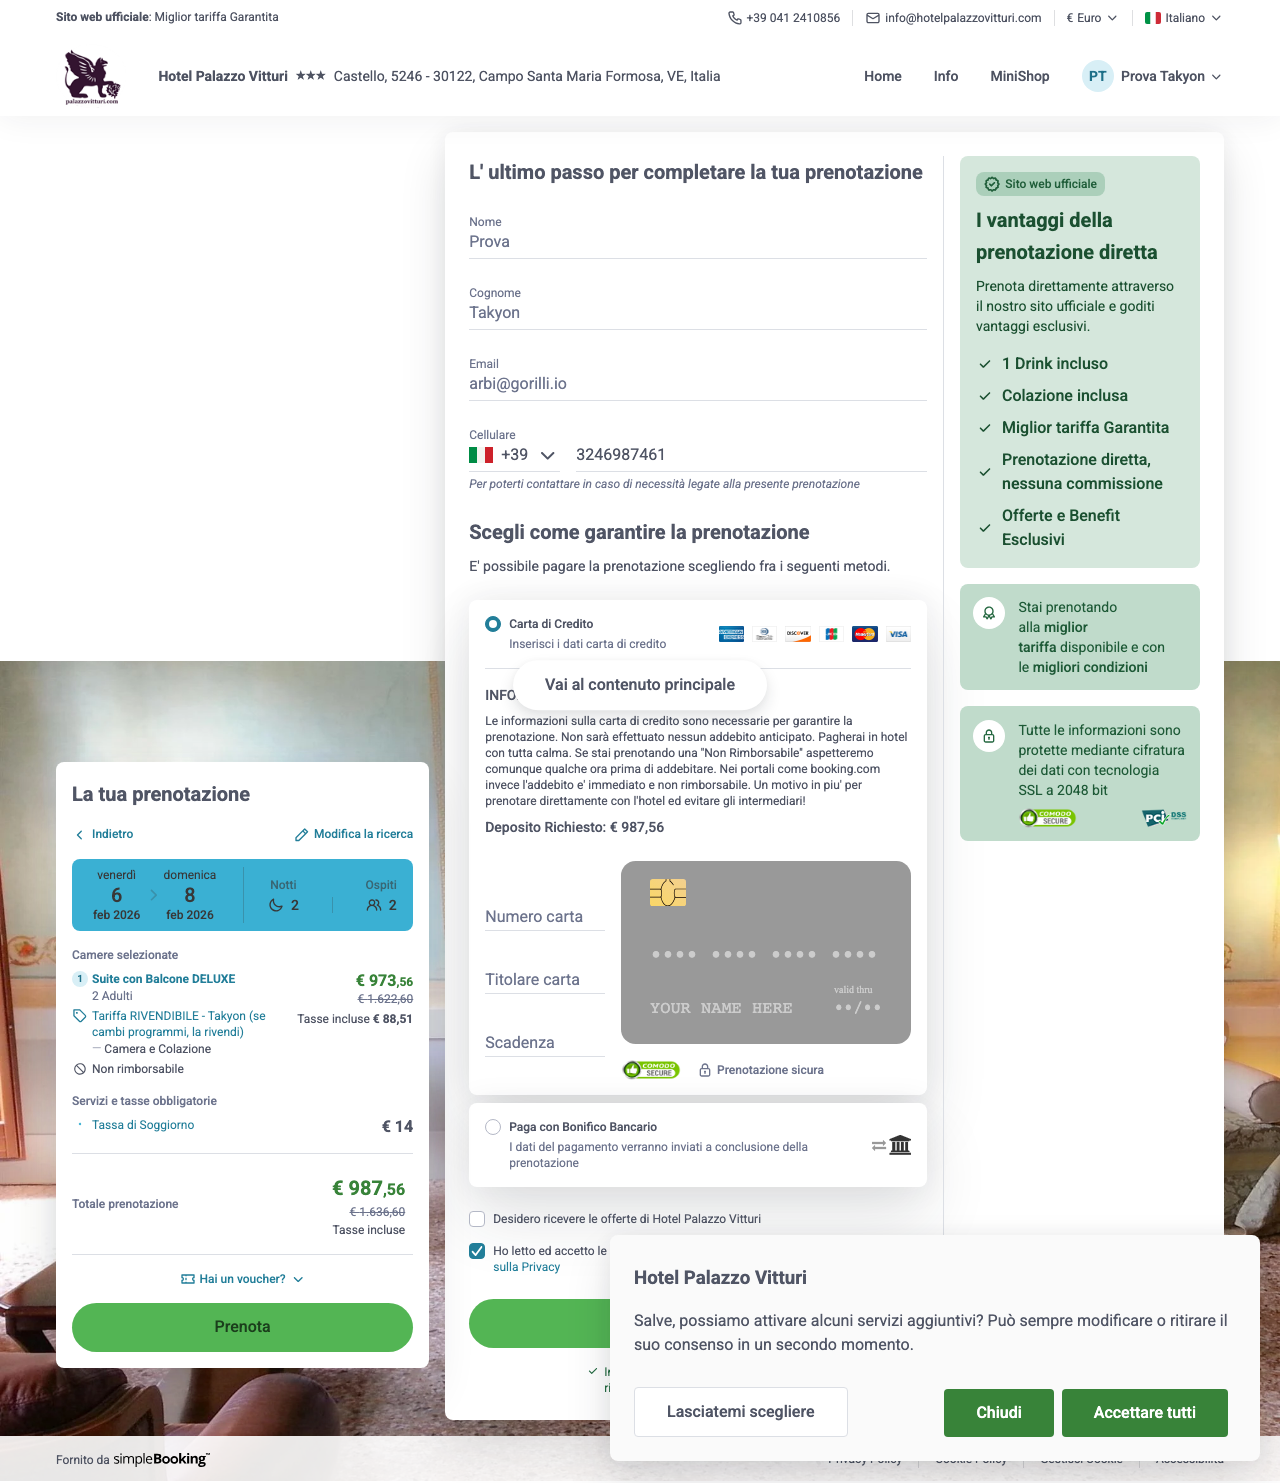 Sito web ufficiale: Miglior tariffa Garantita
+39 041 2410856
info@hotelpalazzovitturi.com
€ Euro
Italiano
palazzovitturi.com
Hotel Palazzo Vitturi ★★★ Castello, 5246 - 30122, Campo Santa Maria Formosa, VE, Italia
Home
Info
MiniShop
PT Prova Takyon
La tua prenotazione
Indietro
Modifica la ricerca
venerdì
6
feb 2026
domenica
8
feb 2026
Notti
2
Ospiti
2
Camere selezionate
1 Suite con Balcone DELUXE
€ 973,56
2 Adulti
€ 1.622,60
Tariffa RIVENDIBILE - Takyon (se
cambi programmi, la rivendi)
Tasse incluse € 88,51
— Camera e Colazione
Non rimborsabile
Servizi e tasse obbligatorie
· Tassa di Soggiorno
€ 14
Totale prenotazione
€ 987,56
€ 1.636,60
Tasse incluse
Hai un voucher?
Prenota
L' ultimo passo per completare la tua prenotazione
Nome
Prova
Cognome
Takyon
Email
arbi@gorilli.io
Cellulare
+39
3246987461
Per poterti contattare in caso di necessità legate alla presente prenotazione
Scegli come garantire la prenotazione
E' possibile pagare la prenotazione scegliendo fra i seguenti metodi.
Carta di Credito
Inserisci i dati carta di credito
DISCOVER
JCB
MasterCard
VISA
Vai al contenuto principale
INFO
Le informazioni sulla carta di credito sono necessarie per garantire la
prenotazione. Non sarà effettuato nessun addebito anticipato. Pagherai in hotel
con tutta calma. Se stai prenotando una "Non Rimborsabile" aspetteremo
comunque qualche ora prima di addebitare. Nei portali come booking.com
invece l'addebito e' immediato e non rimborsabile. Un motivo in piu' per
prenotare direttamente con l'hotel ed evitare gli intermediari!
Deposito Richiesto: € 987,56
Numero carta
Titolare carta
Scadenza
•••• •••• •••• ••••
valid thru
YOUR NAME HERE
••/••
COMODO
SECURE
Prenotazione sicura
Paga con Bonifico Bancario
I dati del pagamento verranno inviati a conclusione della
prenotazione
Desidero ricevere le offerte di Hotel Palazzo Vitturi
Ho letto ed accetto le
sulla Privacy
Sito web ufficiale
I vantaggi della
prenotazione diretta
Prenota direttamente attraverso
il nostro sito ufficiale e goditi
vantaggi esclusivi.
1 Drink incluso
Colazione inclusa
Miglior tariffa Garantita
Prenotazione diretta,
nessuna commissione
Offerte e Benefit
Esclusivi
Stai prenotando
alla miglior
tariffa disponibile e con
le migliori condizioni
Tutte le informazioni sono
protette mediante cifratura
dei dati con tecnologia
SSL a 2048 bit
COMODO
SECURE
PCI DSS
Hotel Palazzo Vitturi
Salve, possiamo attivare alcuni servizi aggiuntivi? Può sempre modificare o ritirare il
suo consenso in un secondo momento.
Lasciatemi scegliere
Chiudi
Accettare tutti
Fornito da simpleBooking
Privacy Policy
Cookie Policy
Gestisci Cookie
Accessibilità